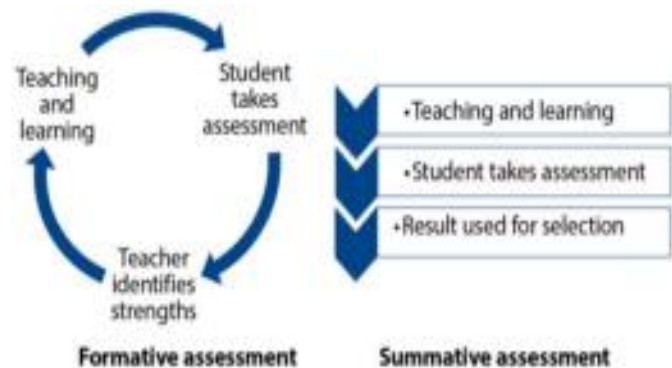 Teaching
and
learning
Student
takes
assessment
Teacher
identifies
strengths
Formative assessment
•Teaching and learning
•Student takes assessment
•Result used for selection
Summative assessment